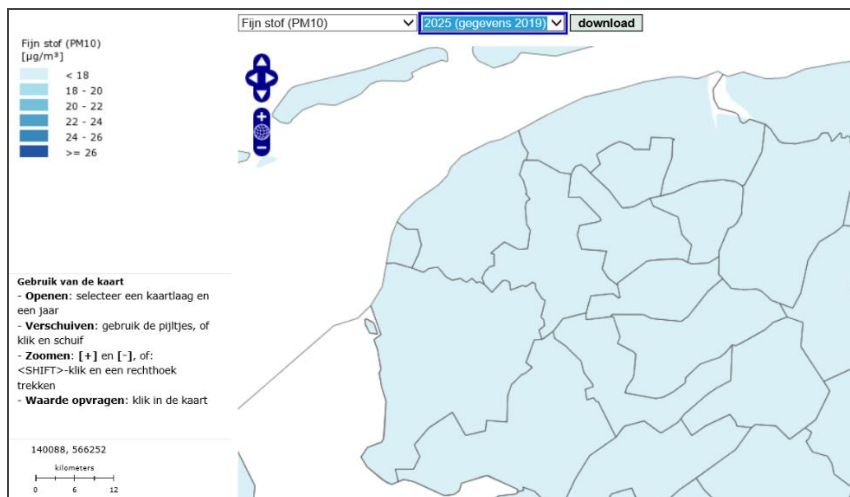 Fijn stof (PM10)
2025 (gegevens 2019)
download
Fijn stof (PM10)
[µg/m³]
< 18
18 - 20
20 - 22
22 - 24
24 - 26
>= 26
Gebruik van de kaart
- Openen: selecteer een kaartlaag en
een jaar
- Verschuiven: gebruik de pijltjes, of
klik en schuif
- Zoomen: [+] en [-], of:
<SHIFT>-klik en een rechthoek
trekken
- Waarde opvragen: klik in de kaart
140088, 566252
kilometers
0 6 12